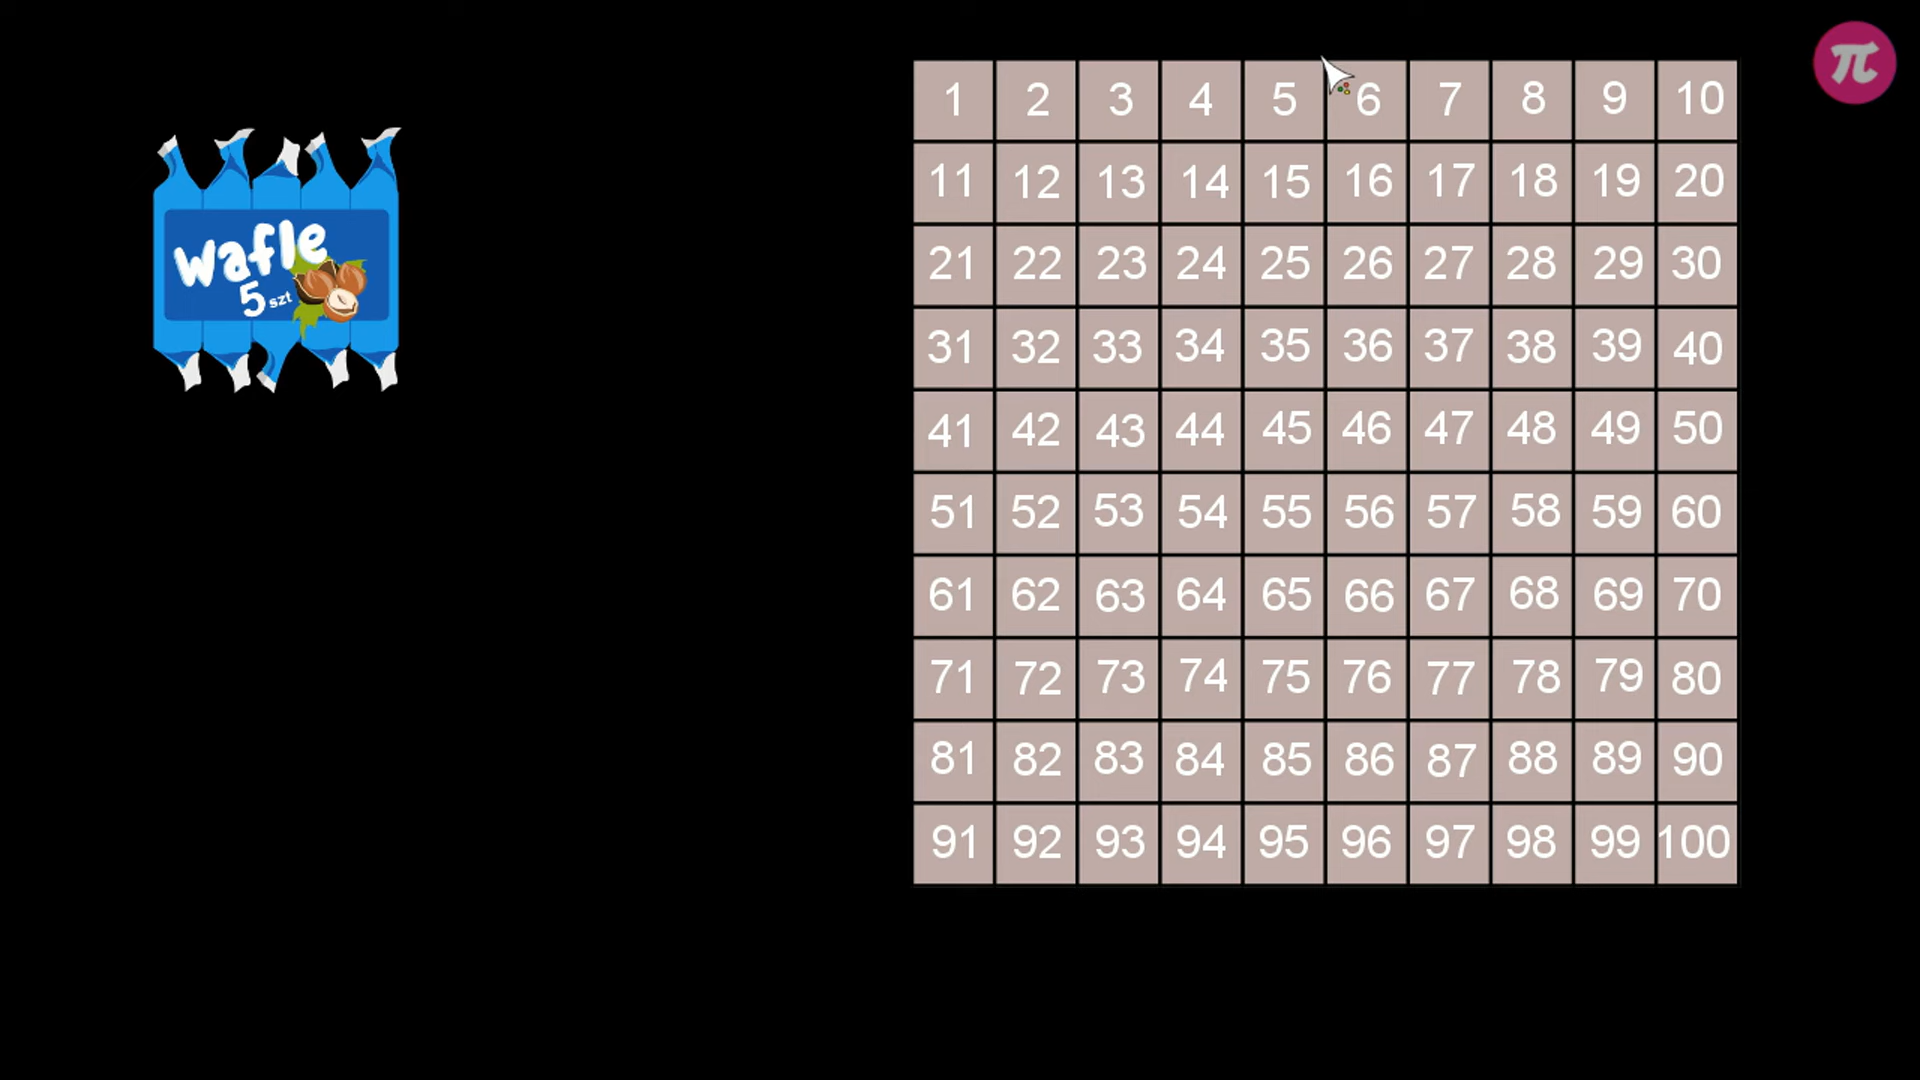 wafle
5 szt
1 2 3 4 5 6 7 8 9 10
11 12 13 14 15 16 17 18 19 20
21 22 23 24 25 26 27 28 29 30
31 32 33 34 35 36 37 38 39 40
41 42 43 44 45 46 47 48 49 50
51 52 53 54 55 56 57 58 59 60
61 62 63 64 65 66 67 68 69 70
71 72 73 74 75 76 77 78 79 80
81 82 83 84 85 86 87 88 89 90
91 92 93 94 95 96 97 98 99 100
π